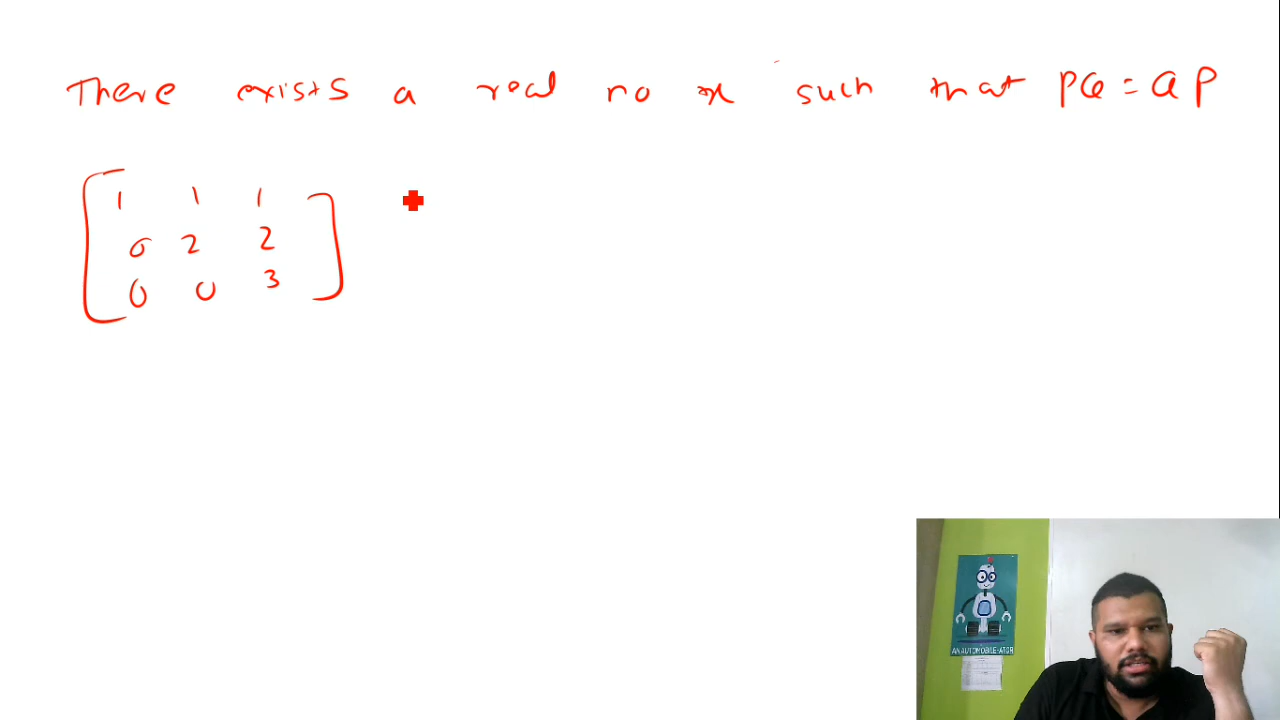 There exists a real no x such that PQ = QP
1 1 1
0 2 2
0 0 3
AN AUTOMOBILE-ATOR